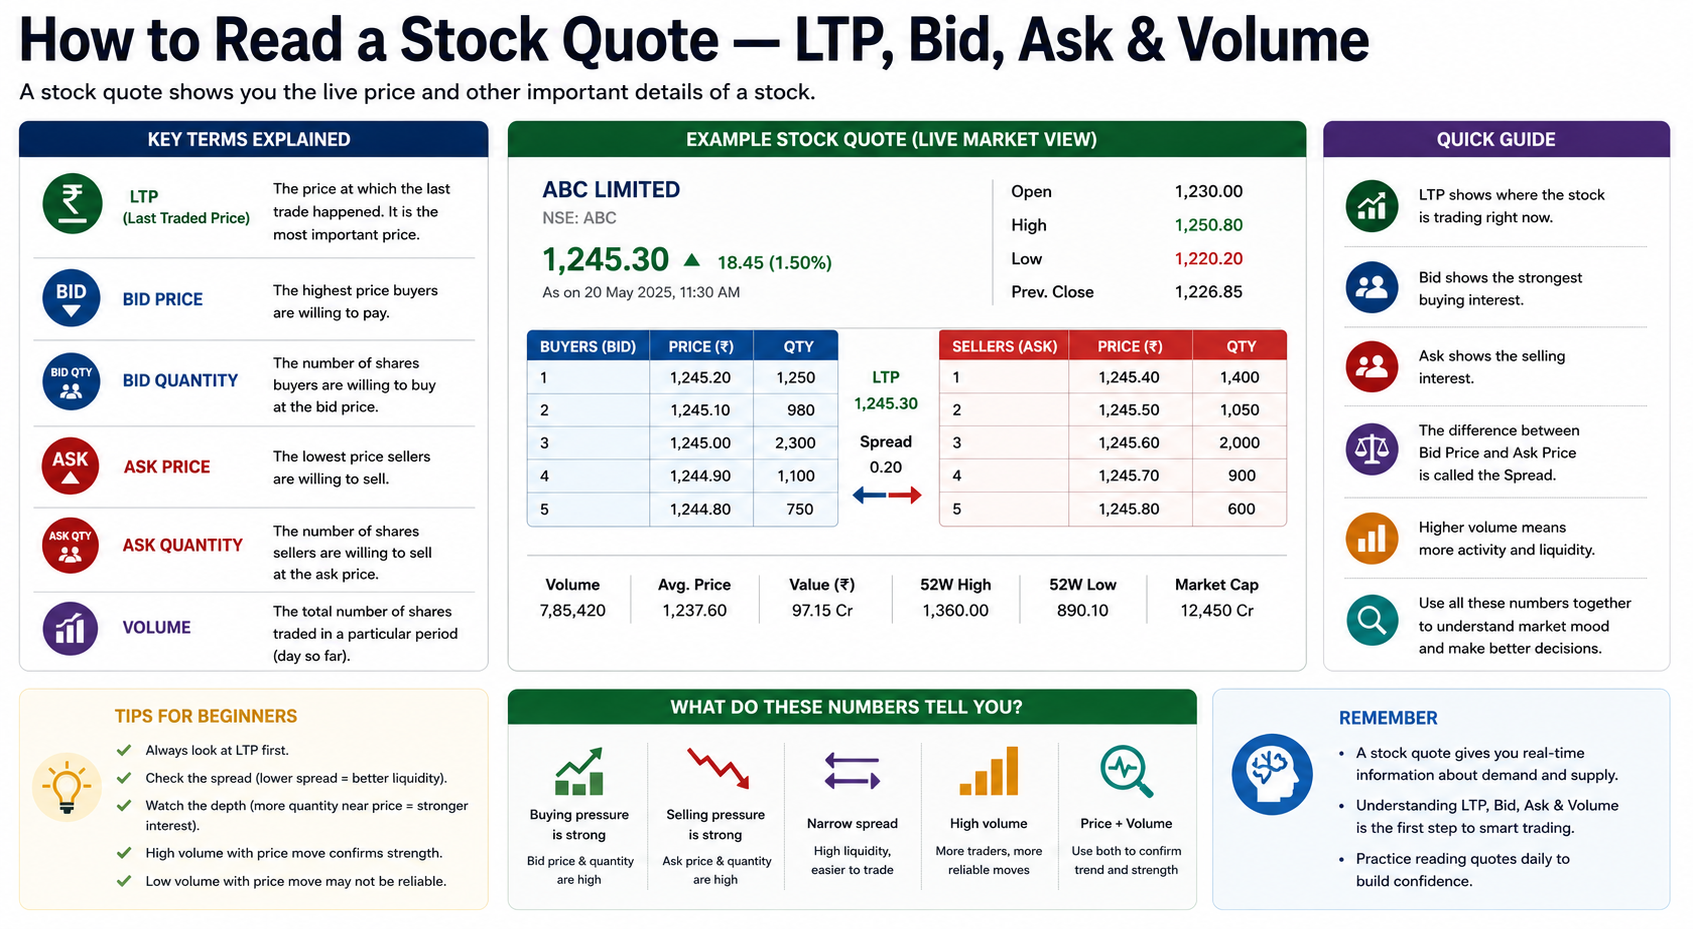 How to Read a Stock Quote — LTP, Bid, Ask & Volume
A stock quote shows you the live price and other important details of a stock.
KEY TERMS EXPLAINED
₹
LTP
(Last Traded Price)
The price at which the last
trade happened. It is the
most important price.
BID
BID PRICE
The highest price buyers
are willing to pay.
BID QTY
BID QUANTITY
The number of shares
buyers are willing to buy
at the bid price.
ASK
ASK PRICE
The lowest price sellers
are willing to sell.
ASK QTY
ASK QUANTITY
The number of shares
sellers are willing to sell
at the ask price.
VOLUME
The total number of shares
traded in a particular period
(day so far).
EXAMPLE STOCK QUOTE (LIVE MARKET VIEW)
ABC LIMITED
NSE: ABC
1,245.30 ▲ 18.45 (1.50%)
As on 20 May 2025, 11:30 AM
Open 1,230.00
High 1,250.80
Low 1,220.20
Prev. Close 1,226.85
BUYERS (BID) PRICE (₹) QTY
1 1,245.20 1,250
2 1,245.10 980
3 1,245.00 2,300
4 1,244.90 1,100
5 1,244.80 750
LTP
1,245.30
Spread
0.20
SELLERS (ASK) PRICE (₹) QTY
1 1,245.40 1,400
2 1,245.50 1,050
3 1,245.60 2,000
4 1,245.70 900
5 1,245.80 600
Volume Avg. Price Value (₹) 52W High 52W Low Market Cap
7,85,420 1,237.60 97.15 Cr 1,360.00 890.10 12,450 Cr
QUICK GUIDE
LTP shows where the stock
is trading right now.
Bid shows the strongest
buying interest.
Ask shows the selling
interest.
The difference between
Bid Price and Ask Price
is called the Spread.
Higher volume means
more activity and liquidity.
Use all these numbers together
to understand market mood
and make better decisions.
TIPS FOR BEGINNERS
Always look at LTP first.
Check the spread (lower spread = better liquidity).
Watch the depth (more quantity near price = stronger
interest).
High volume with price move confirms strength.
Low volume with price move may not be reliable.
WHAT DO THESE NUMBERS TELL YOU?
Buying pressure
is strong
Bid price & quantity
are high
Selling pressure
is strong
Ask price & quantity
are high
Narrow spread
High liquidity,
easier to trade
High volume
More traders, more
reliable moves
Price + Volume
Use both to confirm
trend and strength
REMEMBER
• A stock quote gives you real-time
information about demand and supply.
• Understanding LTP, Bid, Ask & Volume
is the first step to smart trading.
• Practice reading quotes daily to
build confidence.